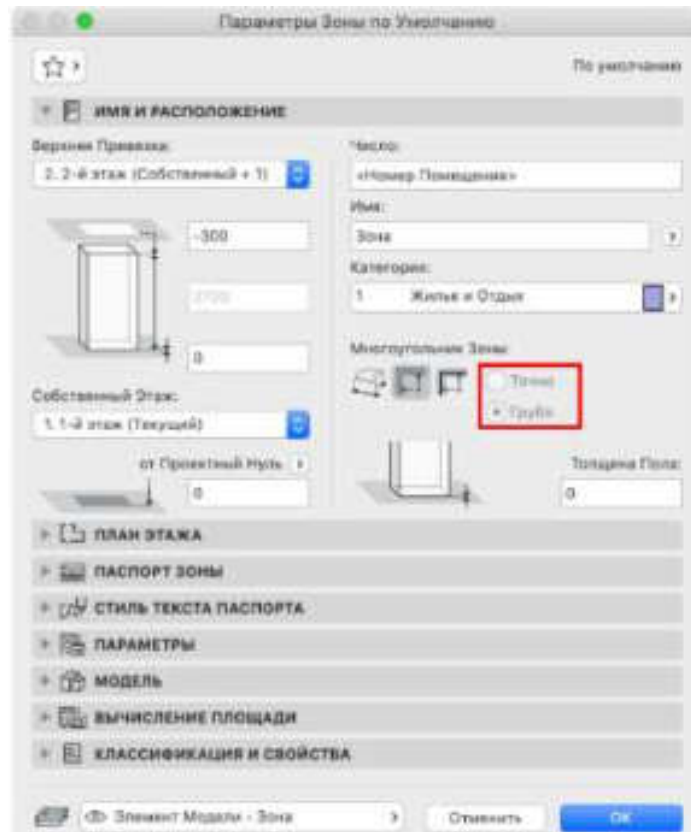 Параметры Зоны по Умолчанию
По умолчанию
ИМЯ И РАСПОЛОЖЕНИЕ
Верхняя Привязка:
2. 2-й этаж (Собственный + 1)
-300
2700
0
Собственный Этаж:
1. 1-й этаж (Текущий)
от Проектный Нуль
0
Число:
<Номер Помещения>
Имя:
Зона
Категория:
1 Жилье и Отдых
Многоугольник Зоны:
Точно
Грубо
Толщина Пола:
0
ПЛАН ЭТАЖА
ПАСПОРТ ЗОНЫ
СТИЛЬ ТЕКСТА ПАСПОРТА
ПАРАМЕТРЫ
МОДЕЛЬ
ВЫЧИСЛЕНИЕ ПЛОЩАДИ
КЛАССИФИКАЦИЯ И СВОЙСТВА
Элемент Модели - Зона
Отменить
OK